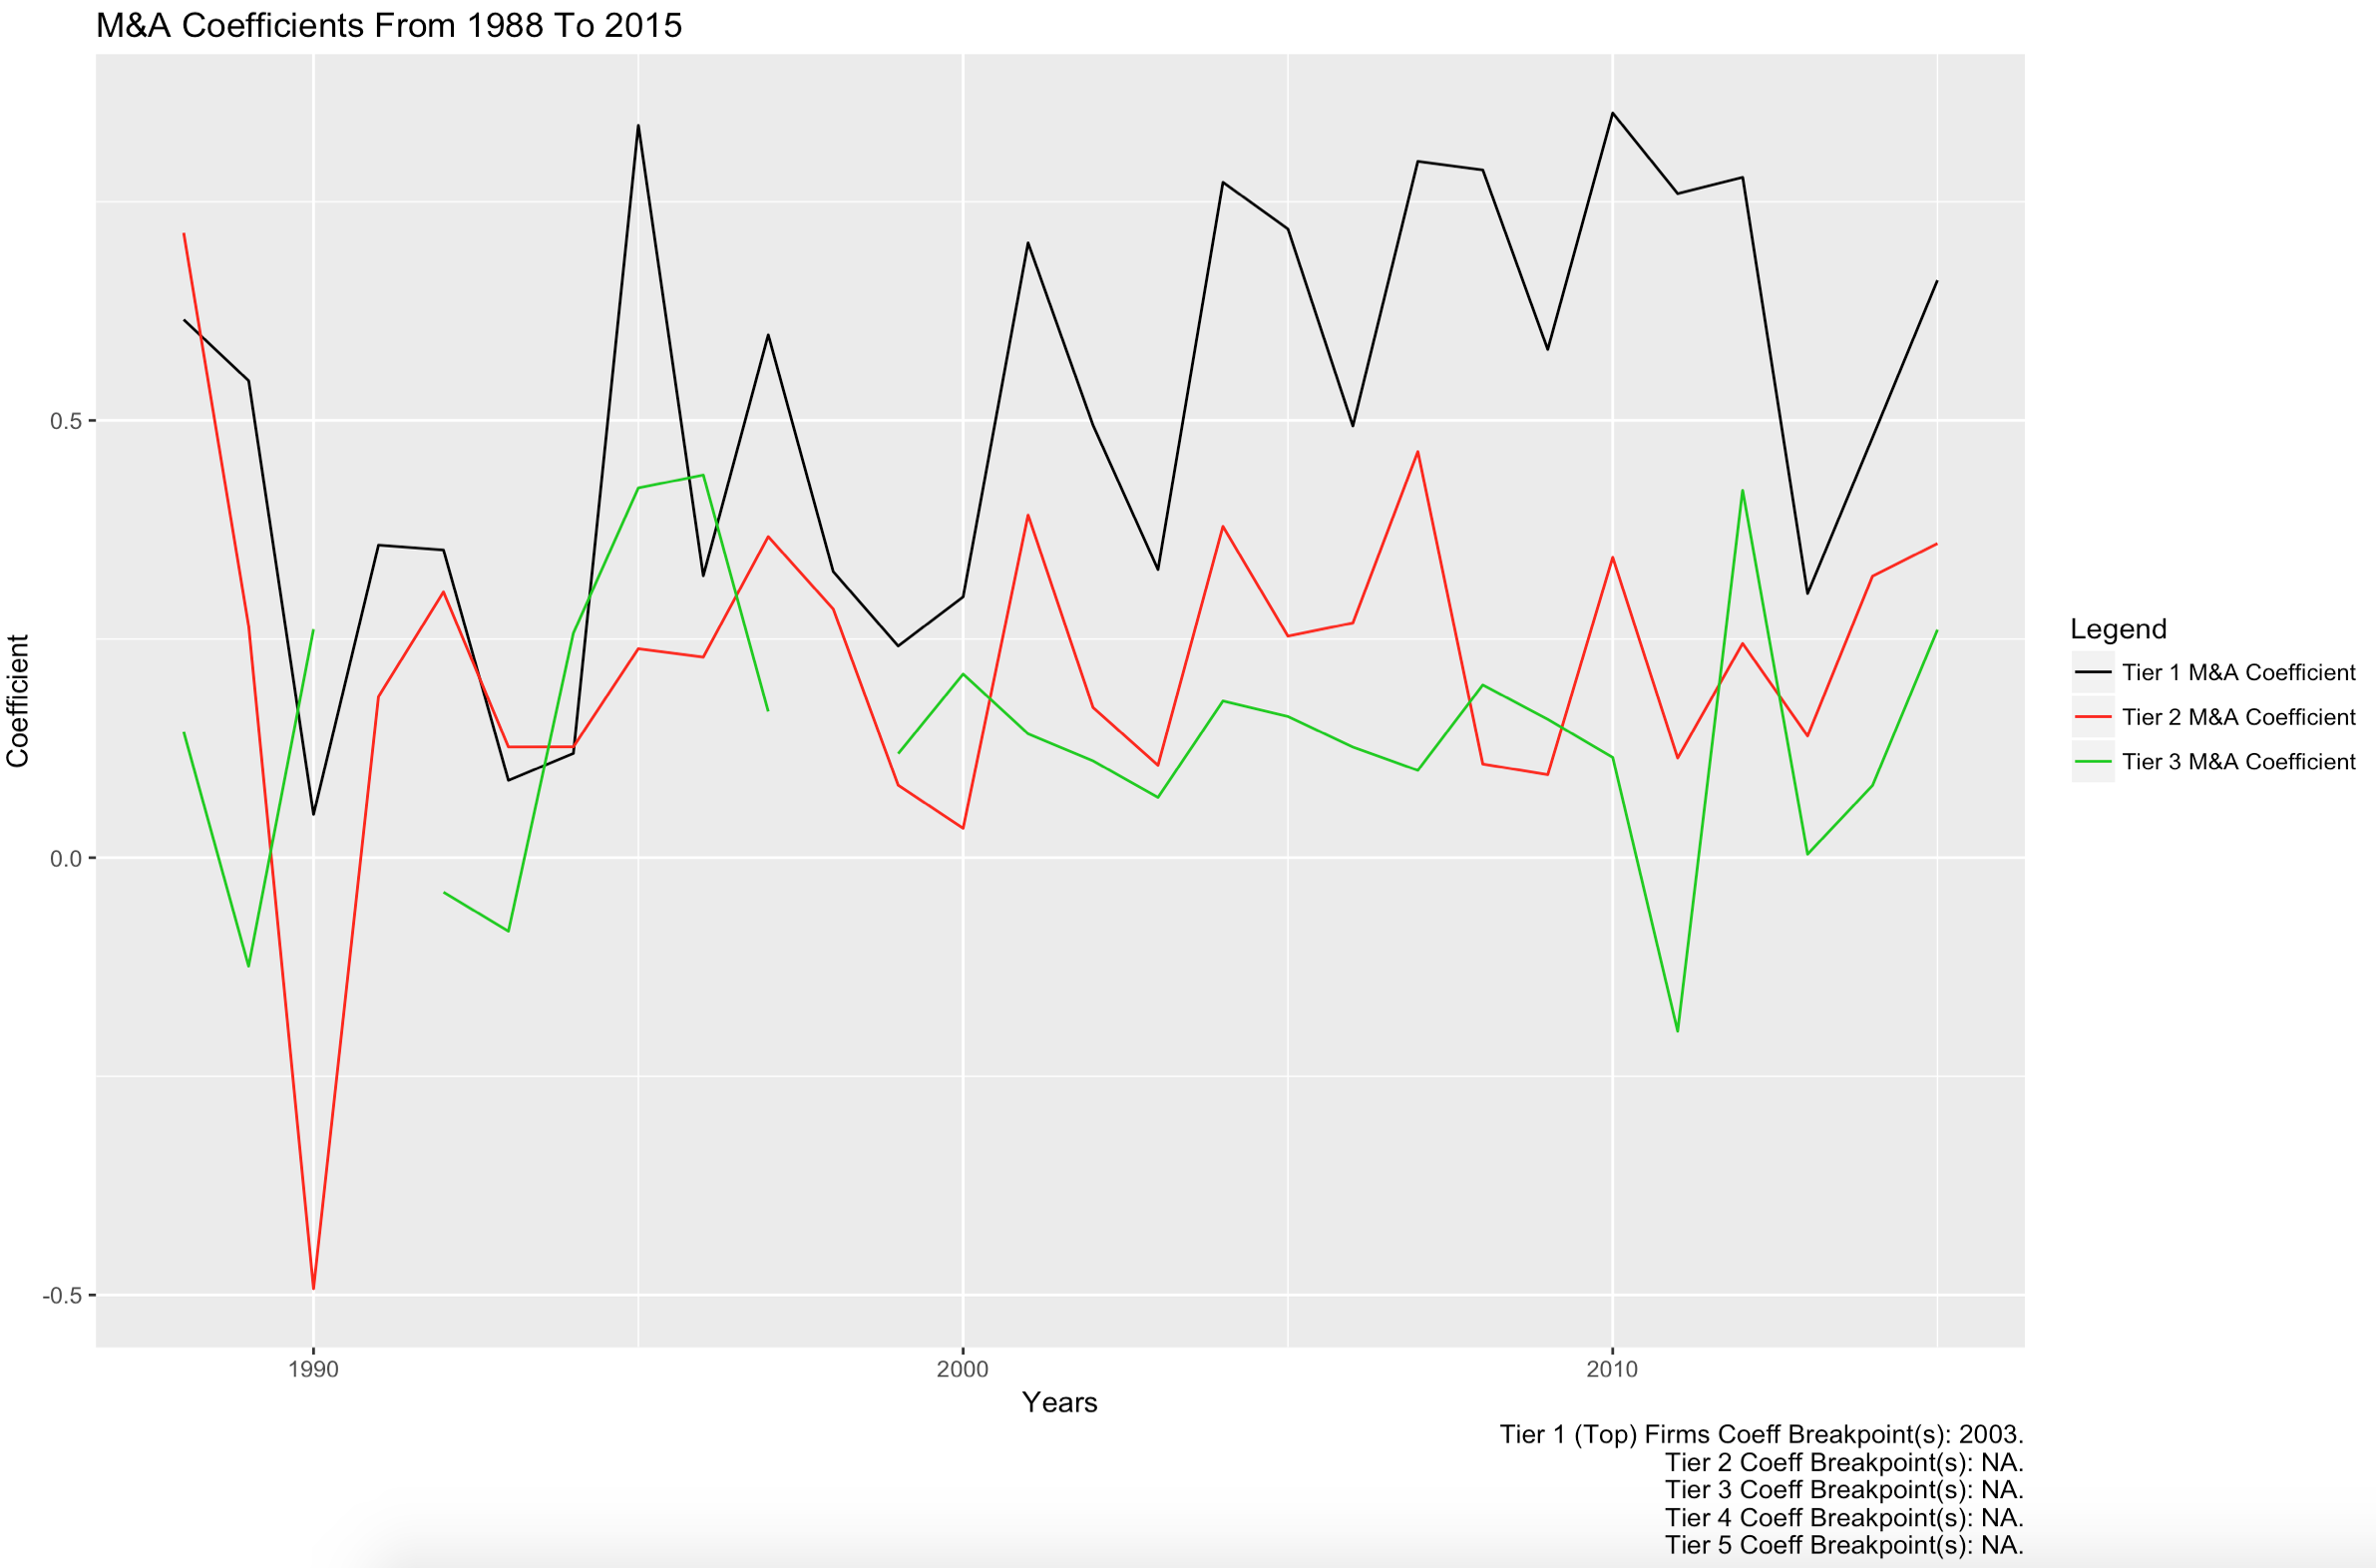 M&A Coefficients From 1988 To 2015
Coefficient
0.5
0.0
-0.5
1990
2000
2010
Years
Legend
Tier 1 M&A Coefficient
Tier 2 M&A Coefficient
Tier 3 M&A Coefficient
Tier 1 (Top) Firms Coeff Breakpoint(s): 2003.
Tier 2 Coeff Breakpoint(s): NA.
Tier 3 Coeff Breakpoint(s): NA.
Tier 4 Coeff Breakpoint(s): NA.
Tier 5 Coeff Breakpoint(s): NA.